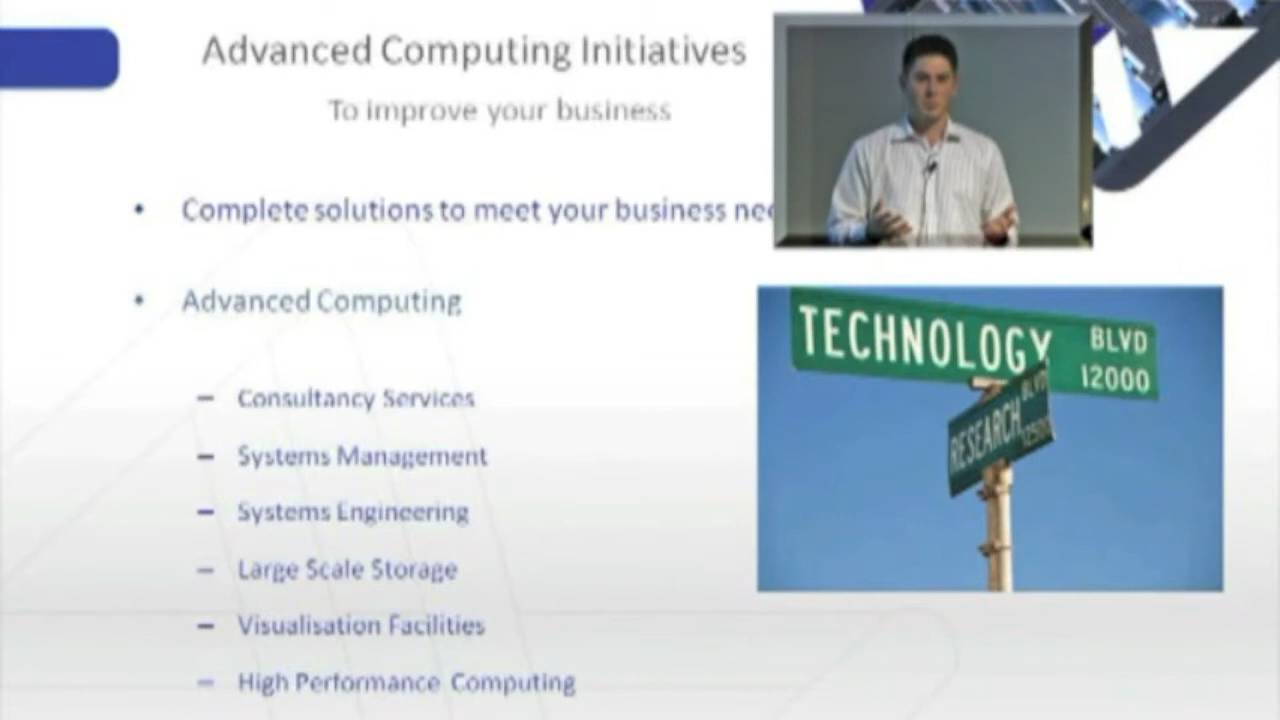 Advanced Computing Initiatives
To improve your business
• Complete solutions to meet your business
• Advanced Computing
– Consultancy Services
– Systems Management
– Systems Engineering
– Large Scale Storage
– Visualisation Facilities
– High Performance Computing
TECHNOLOGY BLVD
12000
RESEARCH BLVD